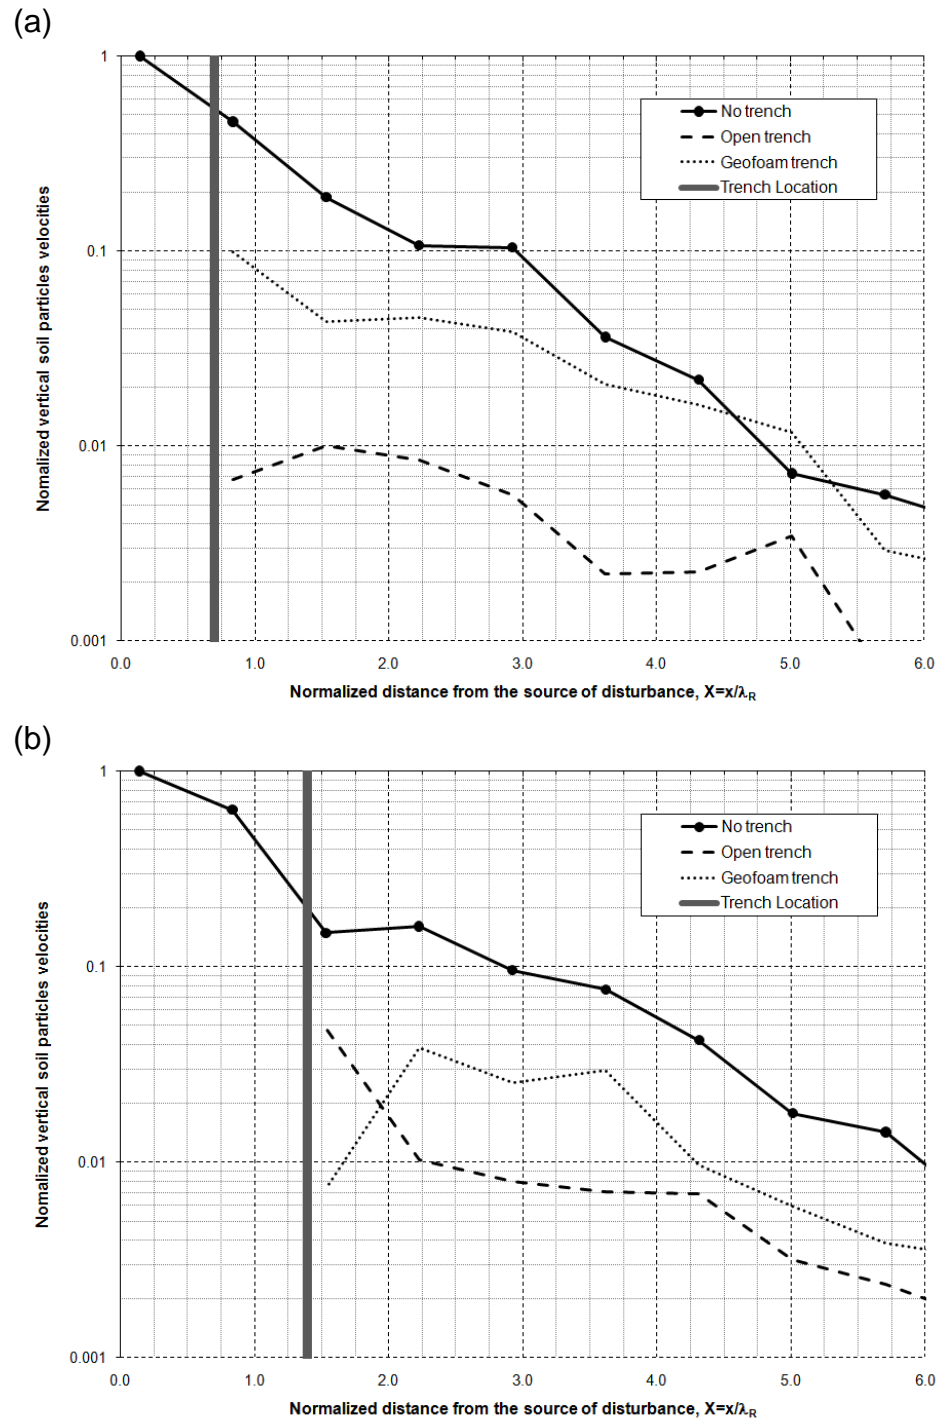 (a)
1
0.1
0.01
0.001
Normalized vertical soil particles velocities
No trench
Open trench
Geofoam trench
Trench Location
0.0 1.0 2.0 3.0 4.0 5.0 6.0
Normalized distance from the source of disturbance, X=x/λR
(b)
1
0.1
0.01
0.001
Normalized vertical soil particles velocities
No trench
Open trench
Geofoam trench
Trench Location
0.0 1.0 2.0 3.0 4.0 5.0 6.0
Normalized distance from the source of disturbance, X=x/λR